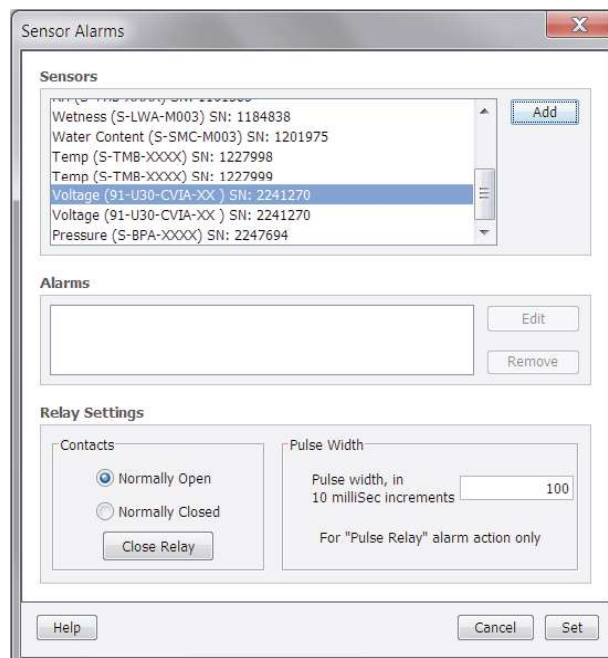 Sensor Alarms
Sensors
Wetness (S-LWA-M003) SN: 1184838
Water Content (S-SMC-M003) SN: 1201975
Temp (S-TMB-XXXX) SN: 1227998
Temp (S-TMB-XXXX) SN: 1227999
Voltage (91-U30-CVIA-XX ) SN: 2241270
Voltage (91-U30-CVIA-XX ) SN: 2241270
Pressure (S-BPA-XXXX) SN: 2247694
Add
Alarms
Edit
Remove
Relay Settings
Contacts
Normally Open
Normally Closed
Close Relay
Pulse Width
Pulse width, in
10 milliSec increments
100
For "Pulse Relay" alarm action only
Help
Cancel
Set